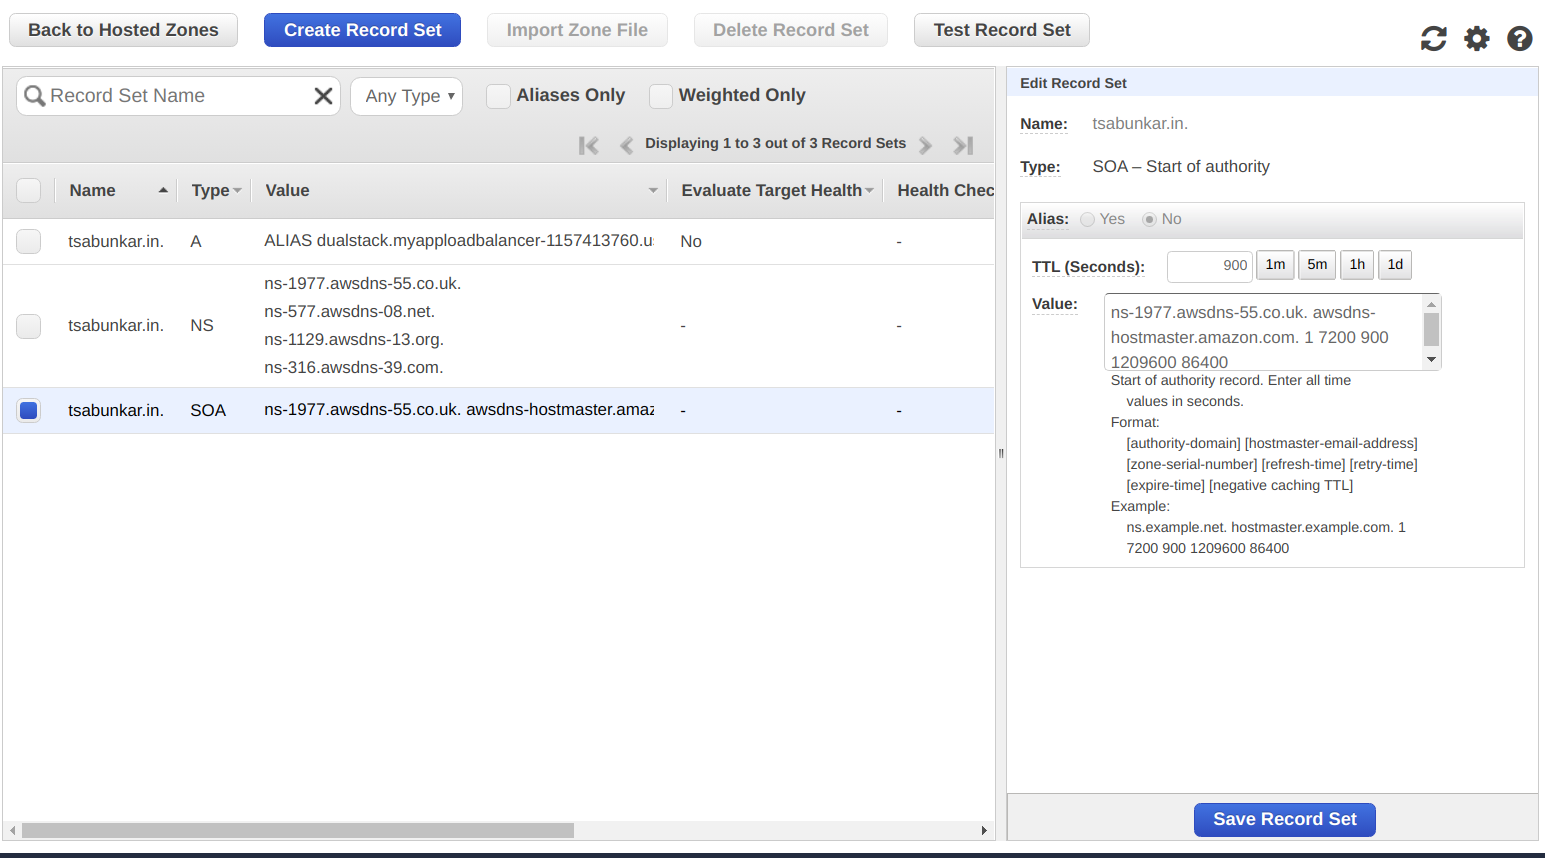 Back to Hosted Zones Create Record Set Import Zone File Delete Record Set Test Record Set
Record Set Name Any Type Aliases Only Weighted Only
Displaying 1 to 3 out of 3 Record Sets
Name Type Value Evaluate Target Health Health Chec
tsabunkar.in. A ALIAS dualstack.myapploadbalancer-1157413760.u No -
tsabunkar.in. NS ns-1977.awsdns-55.co.uk. - -
ns-577.awsdns-08.net.
ns-1129.awsdns-13.org.
ns-316.awsdns-39.com.
tsabunkar.in. SOA ns-1977.awsdns-55.co.uk. awsdns-hostmaster.amaz - -
Edit Record Set
Name: tsabunkar.in.
Type: SOA – Start of authority
Alias: Yes No
TTL (Seconds): 900 1m 5m 1h 1d
Value: ns-1977.awsdns-55.co.uk. awsdns-
hostmaster.amazon.com. 1 7200 900
1209600 86400
Start of authority record. Enter all time
values in seconds.
Format:
[authority-domain] [hostmaster-email-address]
[zone-serial-number] [refresh-time] [retry-time]
[expire-time] [negative caching TTL]
Example:
ns.example.net. hostmaster.example.com. 1
7200 900 1209600 86400
Save Record Set